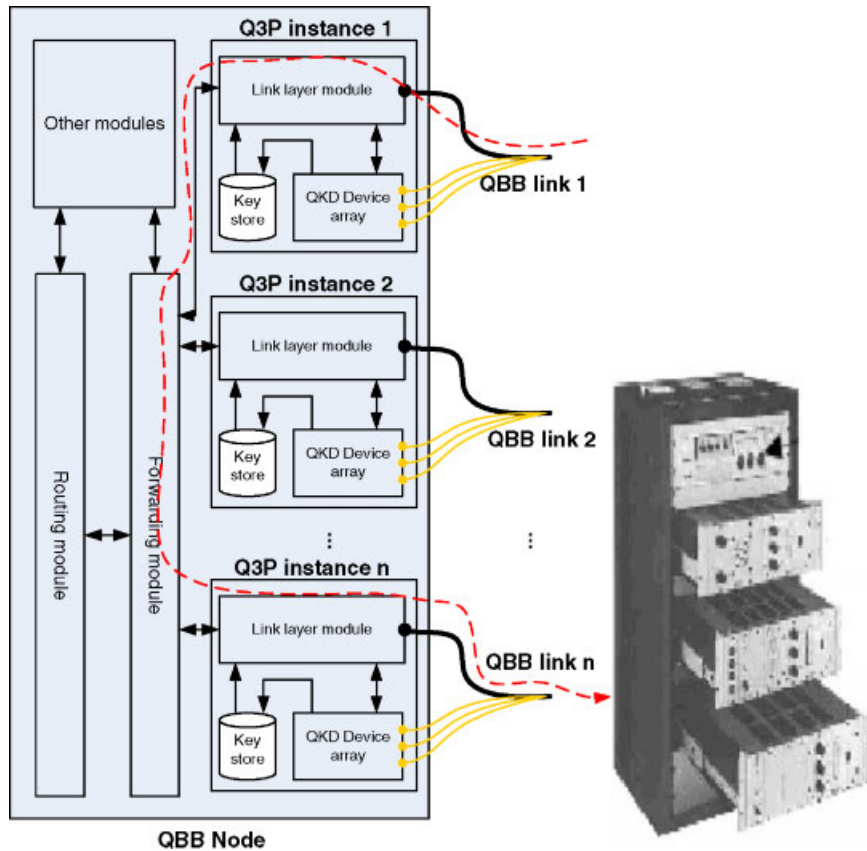 Q3P instance 1
Link layer module
Other modules
Key
store
QKD Device
array
QBB link 1
Q3P instance 2
Link layer module
Key
store
QKD Device
array
QBB link 2
Routing module
Forwarding module
...
...
Q3P instance n
Link layer module
Key
store
QKD Device
array
QBB link n
QBB Node